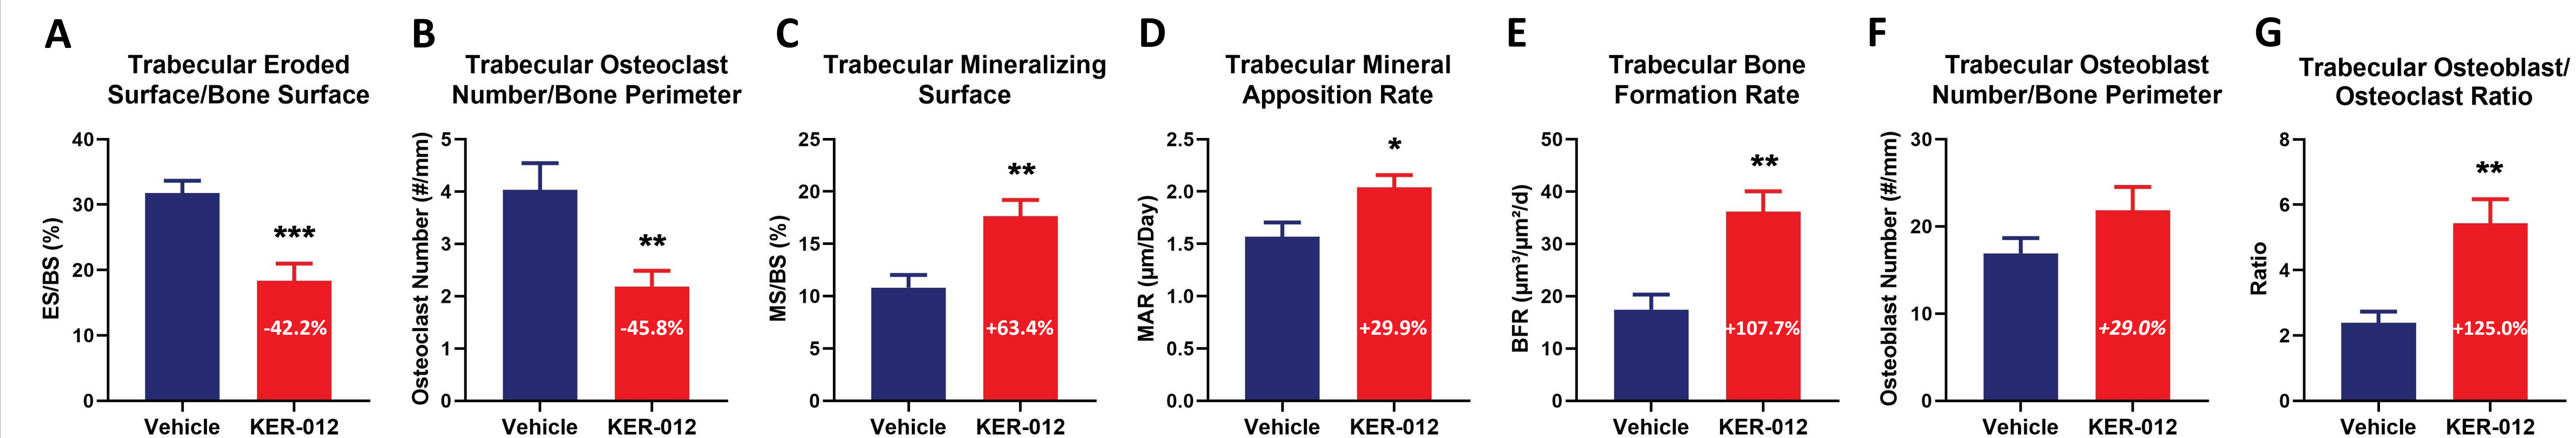 A
Trabecular Eroded
Surface/Bone Surface
ES/BS (%)
40
30
20
10
0
***
-42.2%
Vehicle
KER-012
B
Trabecular Osteoclast
Number/Bone Perimeter
Osteoclast Number (#/mm)
5
4
3
2
1
0
**
-45.8%
Vehicle
KER-012
C
Trabecular Mineralizing
Surface
MS/BS (%)
25
20
15
10
5
0
**
+63.4%
Vehicle
KER-012
D
Trabecular Mineral
Apposition Rate
MAR (µm/Day)
2.5
2.0
1.5
1.0
0.5
0.0
*
+29.9%
Vehicle
KER-012
E
Trabecular Bone
Formation Rate
BFR (µm³/µm²/d)
50
40
30
20
10
0
**
+107.7%
Vehicle
KER-012
F
Trabecular Osteoblast
Number/Bone Perimeter
Osteoblast Number (#/mm)
30
20
10
0
+29.0%
Vehicle
KER-012
G
Trabecular Osteoblast/
Osteoclast Ratio
Ratio
8
6
4
2
0
**
+125.0%
Vehicle
KER-012